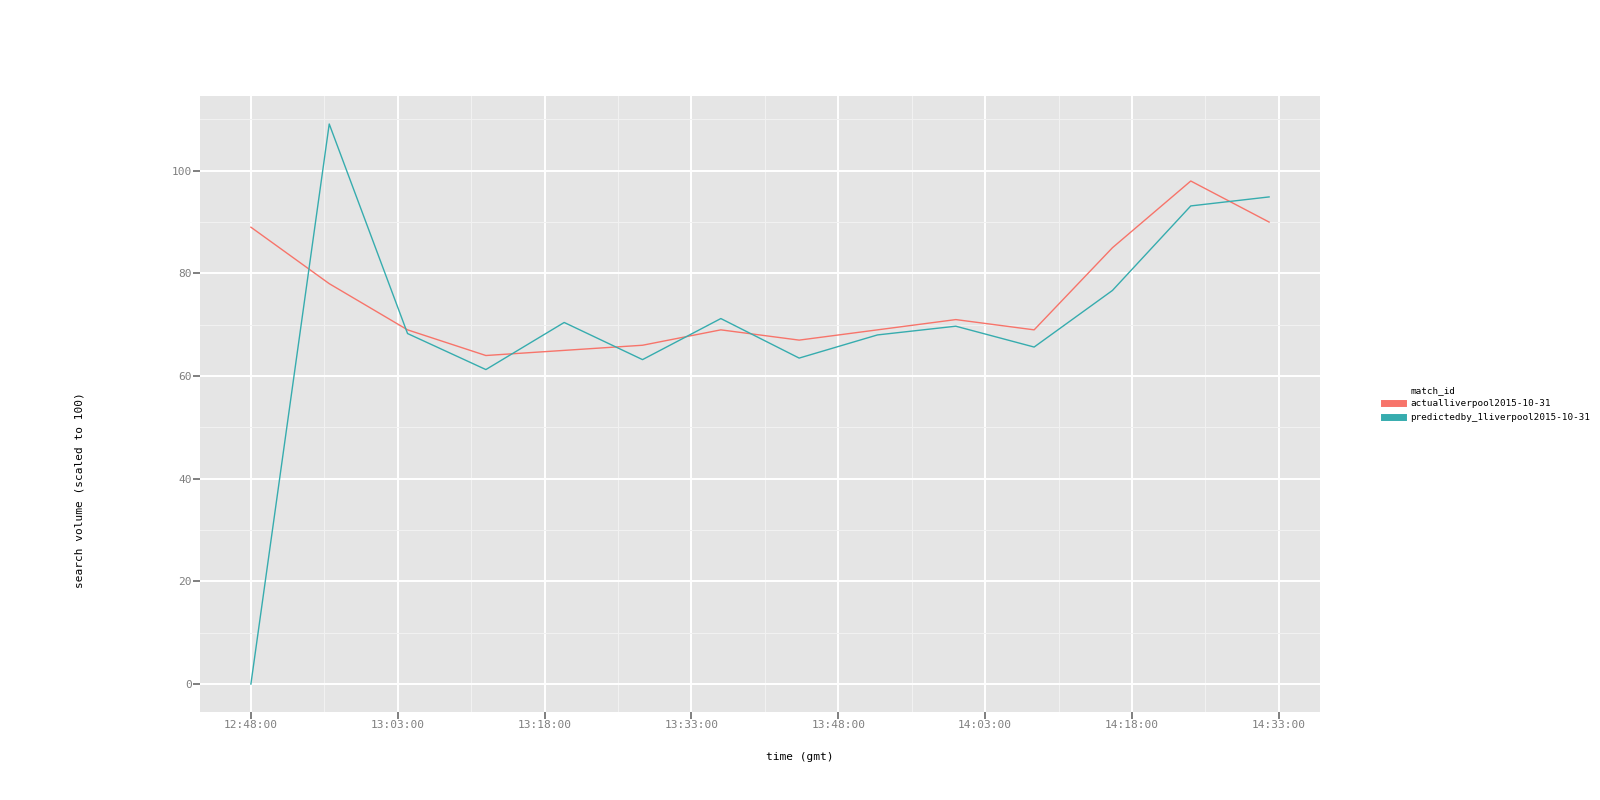 100
80
60
40
20
0
search volume (scaled to 100)
12:48:00 13:03:00 13:18:00 13:33:00 13:48:00 14:03:00 14:18:00 14:33:00
time (gmt)
match_id
actualliverpool2015-10-31
predictedby_1liverpool2015-10-31